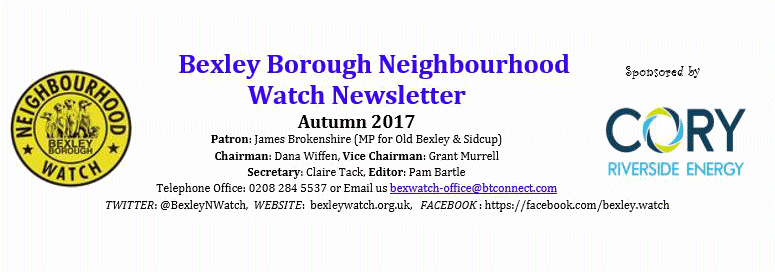 Bexley Borough Neighbourhood
Watch Newsletter
Autumn 2017
Patron: James Brokenshire (MP for Old Bexley & Sidcup)
Chairman: Dana Wiffen, Vice Chairman: Grant Murrell
Secretary: Claire Tack, Editor: Pam Bartle
Telephone Office: 0208 284 5537 or Email us bexwatch-office@btconnect.com
TWITTER: @BexleyNWatch, WEBSITE: bexleywatch.org.uk, FACEBOOK : https://facebook.com/bexley.watch
NEIGHBOURHOOD
BEXLEY
BOROUGH
WATCH
Sponsored by
CORY
RIVERSIDE ENERGY